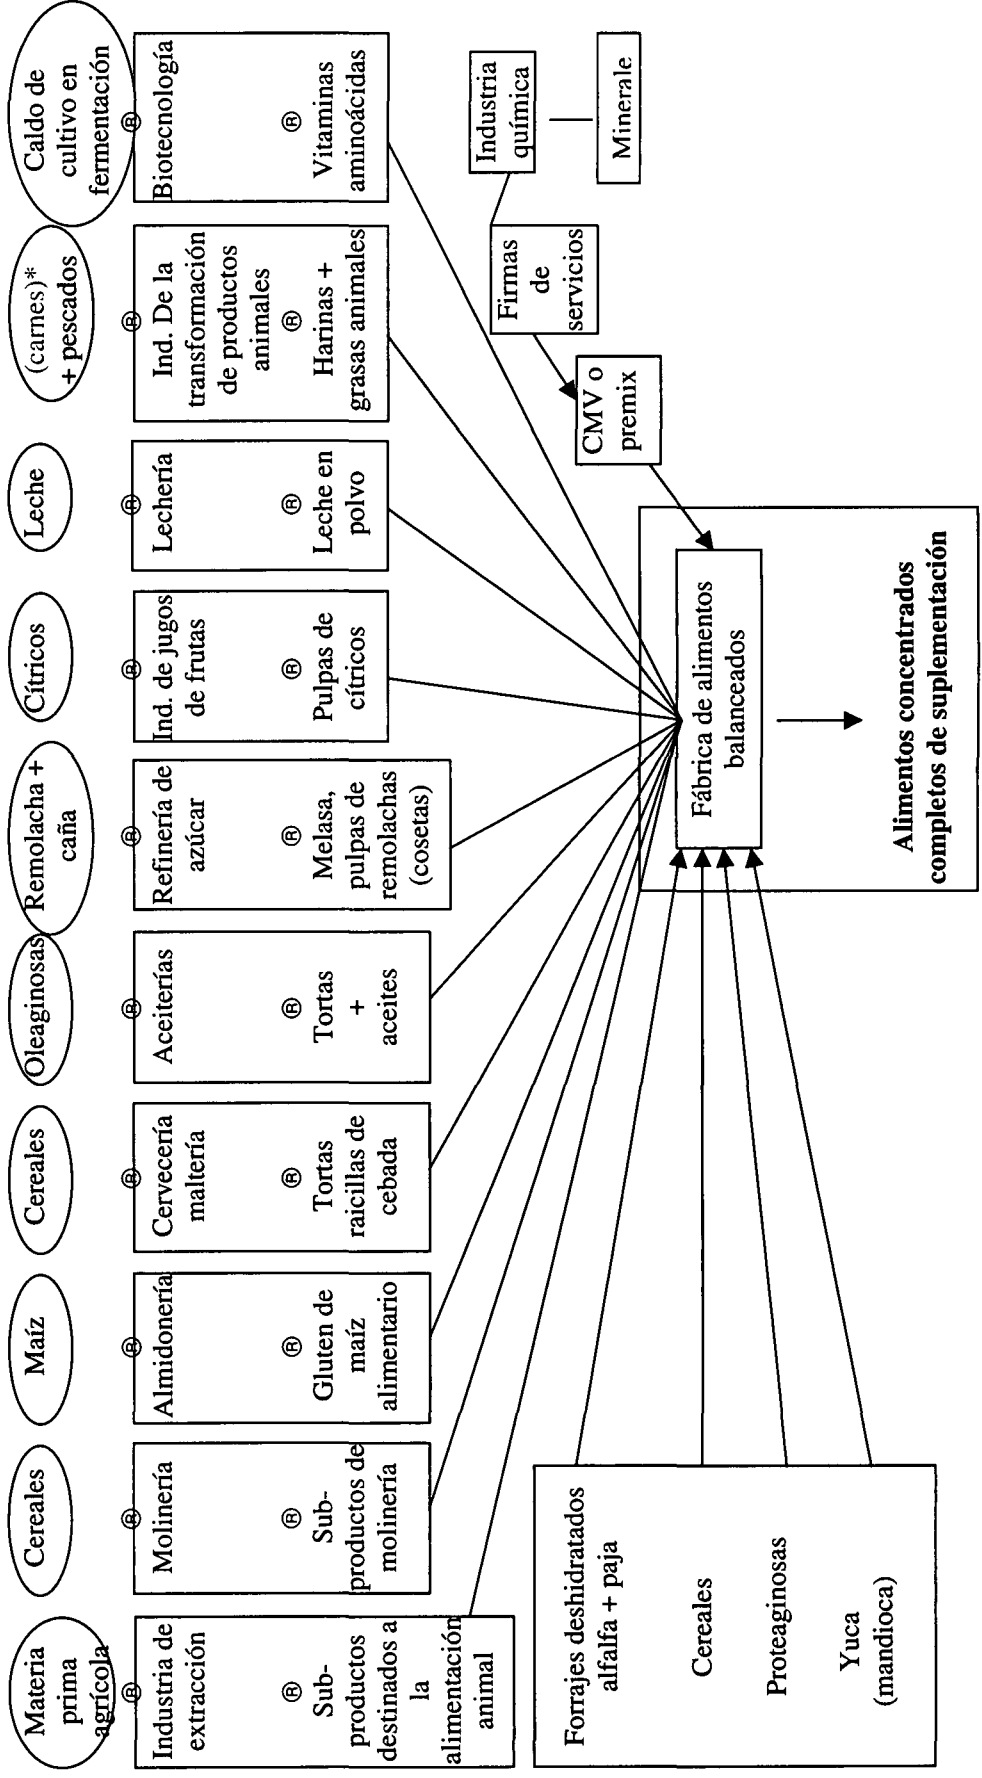 Materia
prima
agrícola
®
Industria de
extracción
®
Sub-
productos
destinados a
la
alimentación
animal
Cereales
®
Molinería
®
Sub-
productos de
molinería
Maíz
®
Almidonería
®
Gluten de
maíz
alimentario
Cereales
®
Cervecería
maltería
®
Tortas
raicillas de
cebada
Oleaginosas
®
Aceiterías
®
Tortas
+
aceites
Remolacha +
caña
Refinería de
azúcar
®
Melasa,
pulpas de
remolachas
(cosetas)
Cítricos
®
Ind. de jugos
de frutas
®
Pulpas de
cítricos
Leche
®
Lechería
®
Leche en
polvo
(carnes)*
+ pescados
®
Ind. De la
transformación
de productos
animales
®
Harinas +
grasas animales
Caldo de
cultivo en
fermentación
®
Biotecnología
®
Vitaminas
aminoácidas
Industria
química
Minerale
Firmas
de
servicios
CMV o
premix
Fábrica de alimentos
balanceados
Alimentos concentrados
completos de suplementación
Forrajes deshidratados
alfalfa + paja
Cereales
Proteaginosas
Yuca
(mandioca)